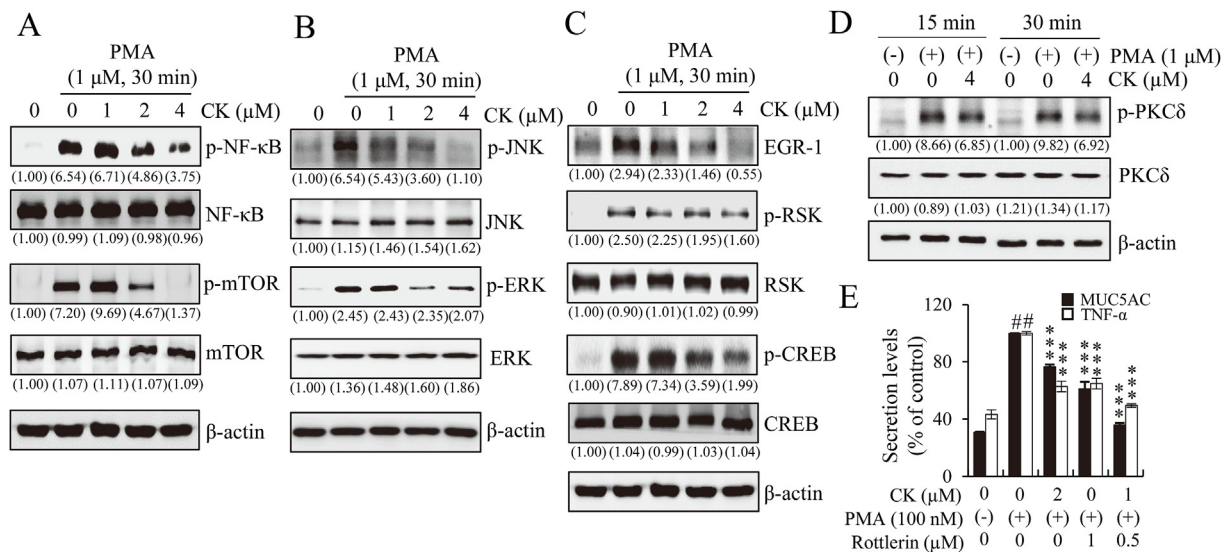 A
PMA
(1 μM, 30 min)
0 0 1 2 4 CK (μM)
p-NF-κB
(1.00) (6.54) (6.71) (4.86) (3.75)
NF-κB
(1.00) (0.99) (1.09) (0.98) (0.96)
p-mTOR
(1.00) (7.20) (9.69) (4.67) (1.37)
mTOR
(1.00) (1.07) (1.11) (1.07) (1.09)
β-actin
B
PMA
(1 μM, 30 min)
0 0 1 2 4 CK (μM)
p-JNK
(1.00) (6.54) (5.43) (3.60) (1.10)
JNK
(1.00) (1.15) (1.46) (1.54) (1.62)
p-ERK
(1.00) (2.45) (2.43) (2.35) (2.07)
ERK
(1.00) (1.36) (1.48) (1.60) (1.86)
β-actin
C
PMA
(1 μM, 30 min)
0 0 1 2 4 CK (μM)
EGR-1
(1.00) (2.94) (2.33) (1.46) (0.55)
p-RSK
(1.00) (2.50) (2.25) (1.95) (1.60)
RSK
(1.00) (0.90) (1.01) (1.02) (0.99)
p-CREB
(1.00) (7.89) (7.34) (3.59) (1.99)
CREB
(1.00) (1.04) (0.99) (1.03) (1.04)
β-actin
D
15 min 30 min
(-) (+) (+) (-) (+) (+) PMA (1 μM)
0 0 4 0 0 4 CK (μM)
p-PKCδ
(1.00) (8.66) (6.85) (1.00) (9.82) (6.92)
PKCδ
(1.00) (0.89) (1.03) (1.21) (1.34) (1.17)
β-actin
E
MUC5AC
TNF-α
Secretion levels
(% of control)
120
80
40
0
##
***
***
***
***
***
***
CK (μM) 0 0 2 0 1
PMA (100 nM) (-) (+) (+) (+) (+)
Rottlerin (μM) 0 0 0 1 0.5